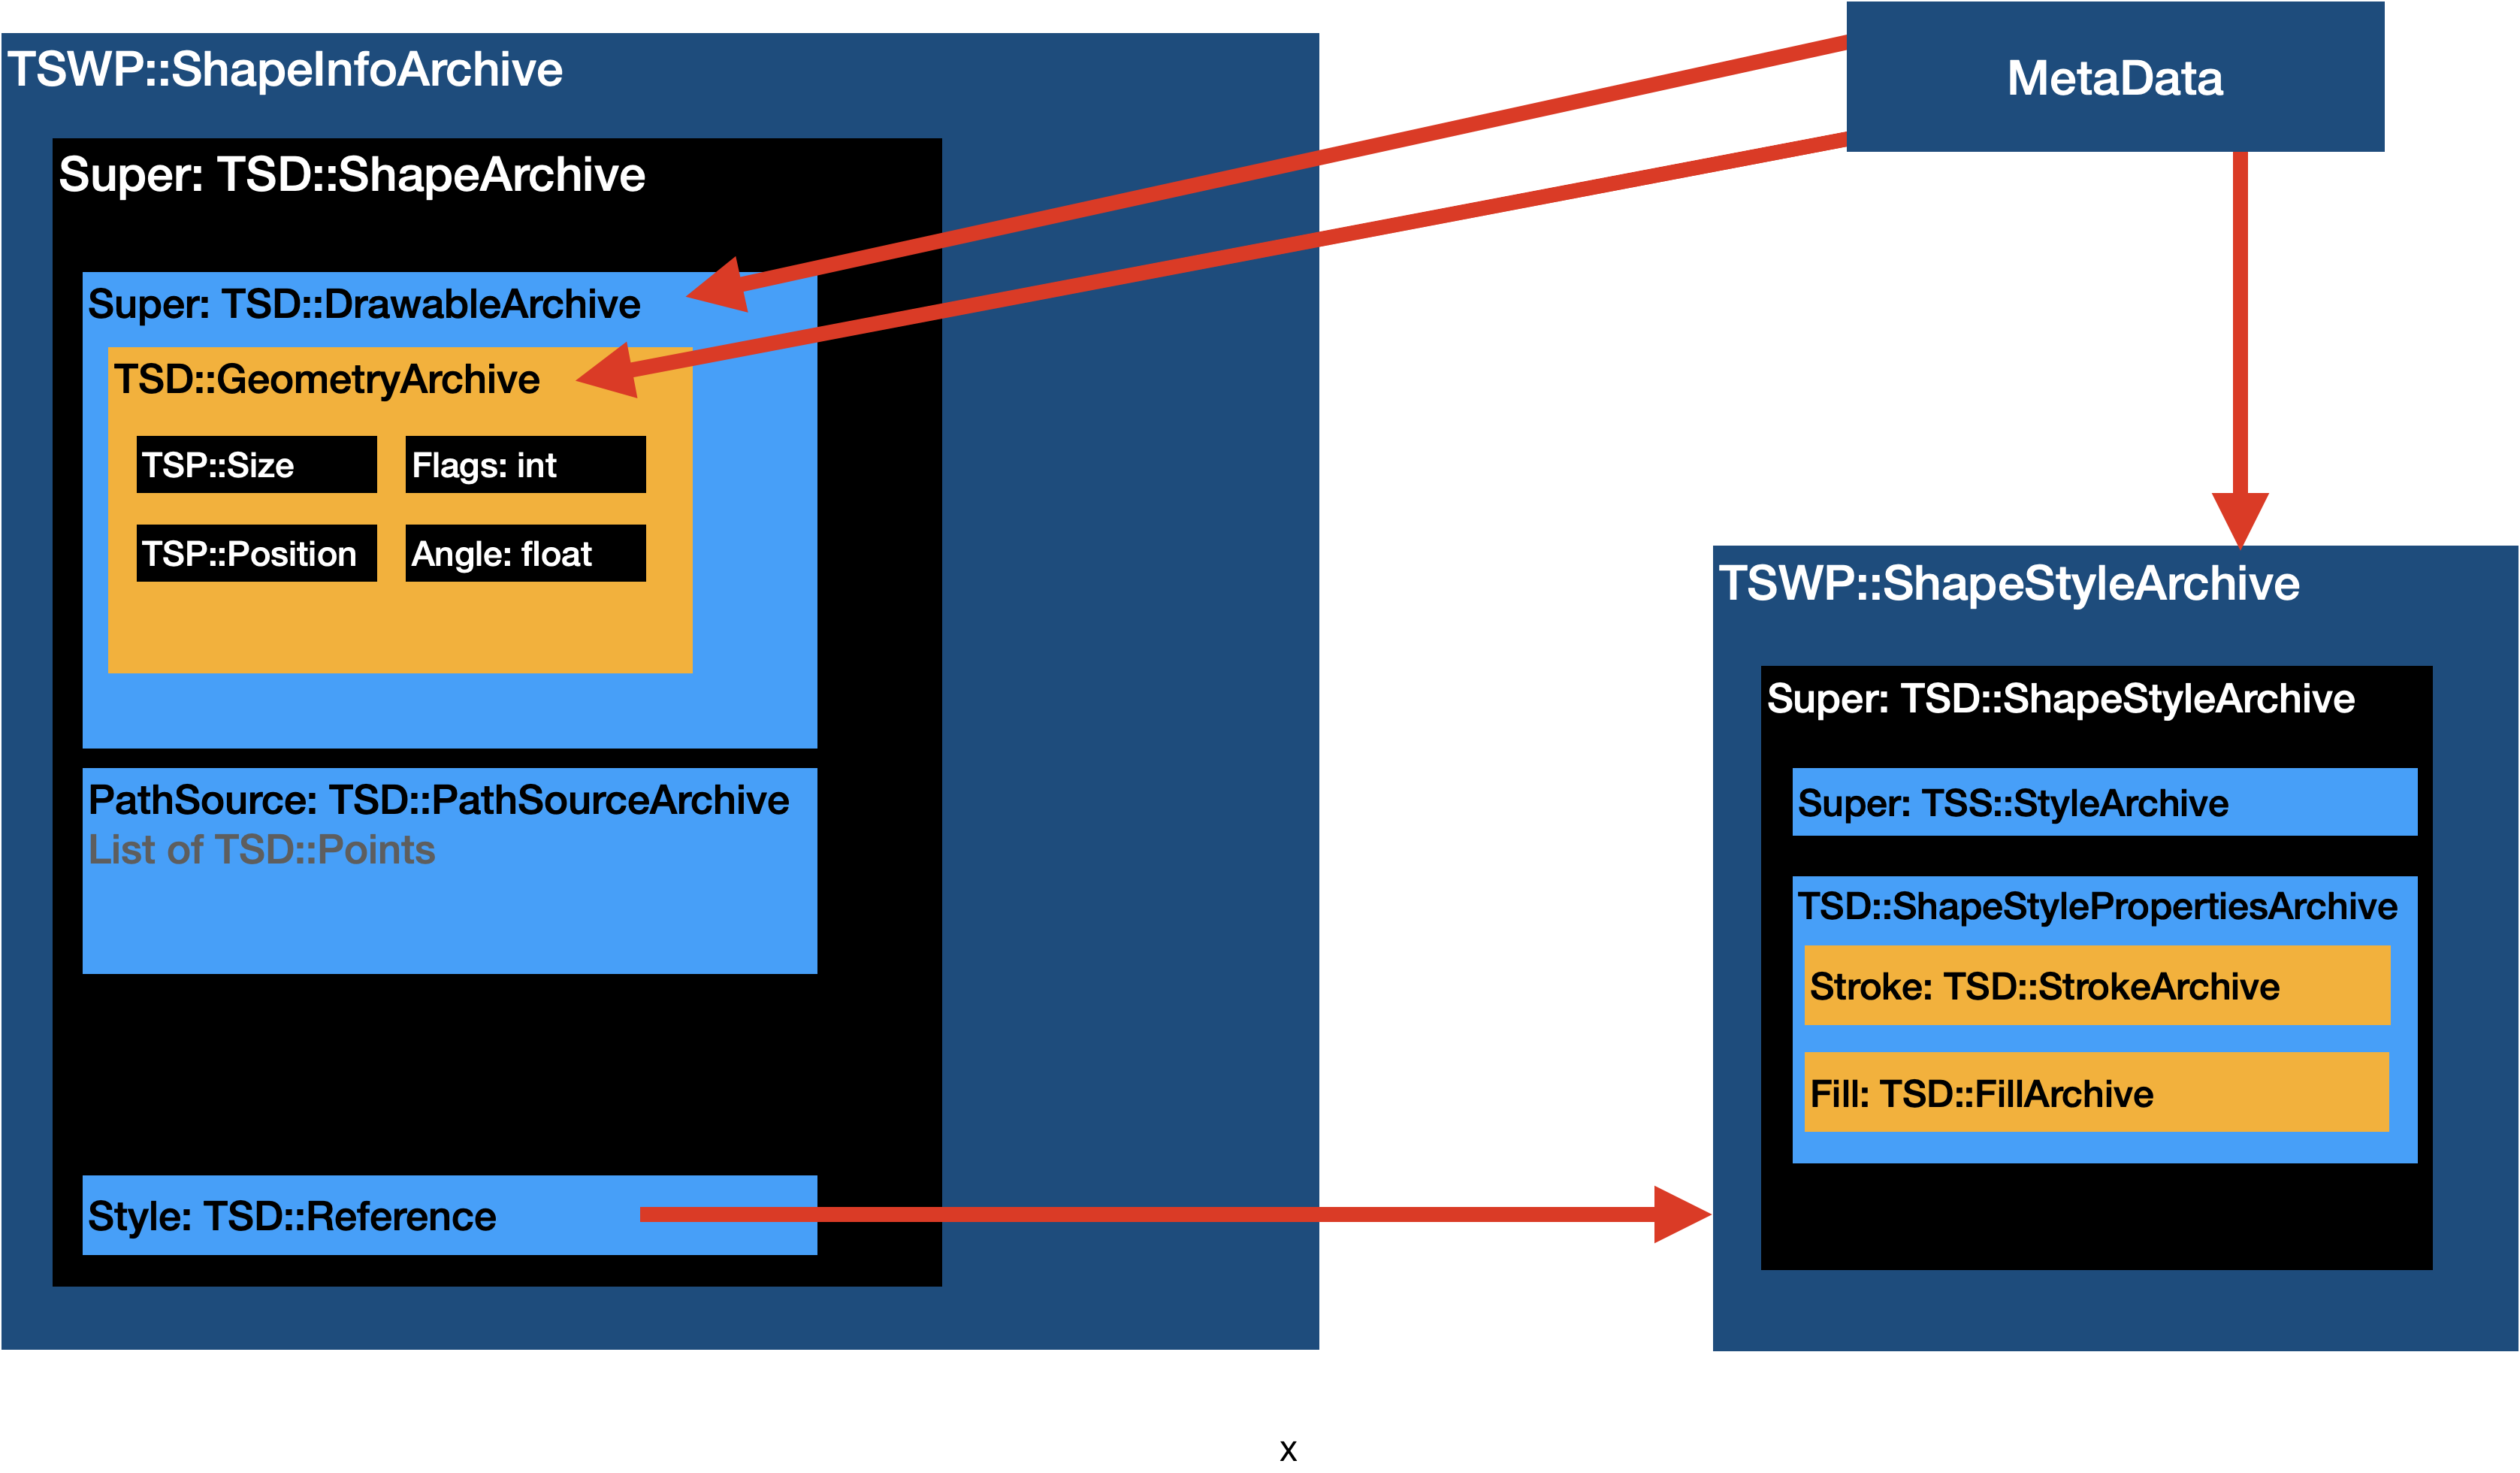 TSWP::ShapeInfoArchive
MetaData
Super: TSD::ShapeArchive
Super: TSD::DrawableArchive
TSD::GeometryArchive
TSP::Size
Flags: int
TSP::Position
Angle: float
PathSource: TSD::PathSourceArchive
List of TSD::Points
Style: TSD::Reference
TSWP::ShapeStyleArchive
Super: TSD::ShapeStyleArchive
Super: TSS::StyleArchive
TSD::ShapeStylePropertiesArchive
Stroke: TSD::StrokeArchive
Fill: TSD::FillArchive
x